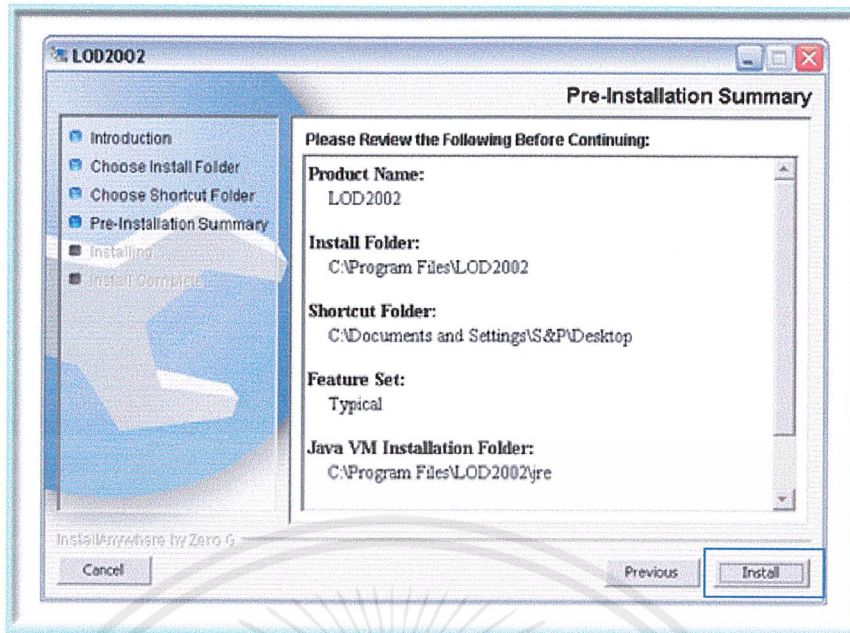 LOD2002
Pre-Installation Summary
Introduction
Choose Install Folder
Choose Shortcut Folder
Pre-Installation Summary
Installing
Install Complete
Please Review the Following Before Continuing:
Product Name:
LOD2002
Install Folder:
C:\Program Files\LOD2002
Shortcut Folder:
C:\Documents and Settings\S&P\Desktop
Feature Set:
Typical
Java VM Installation Folder:
C:\Program Files\LOD2002\jre
InstallAnywhere by Zero G
Cancel
Previous
Install